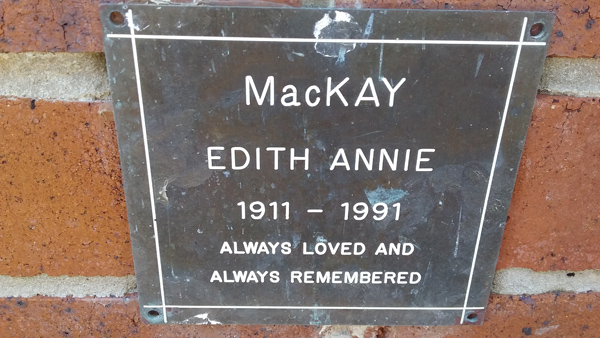 MacKAY
EDITH ANNIE
1911 – 1991
ALWAYS LOVED AND
ALWAYS REMEMBERED